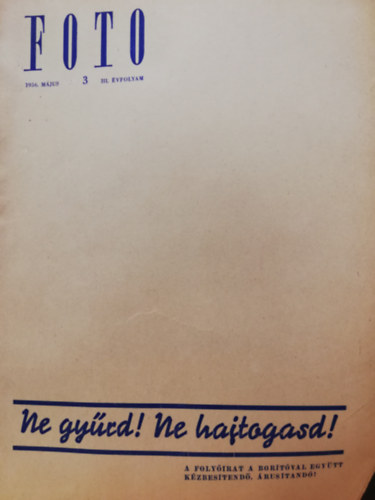 FOTO
1956. MÁJUS 3 III. ÉVFOLYAM
Ne gyűrd! Ne hajtogasd!
A FOLYÓIRAT A BORÍTÓVAL EGYÜTT
KÉZBESÍTENDŐ, ÁRUSÍTANDÓ!